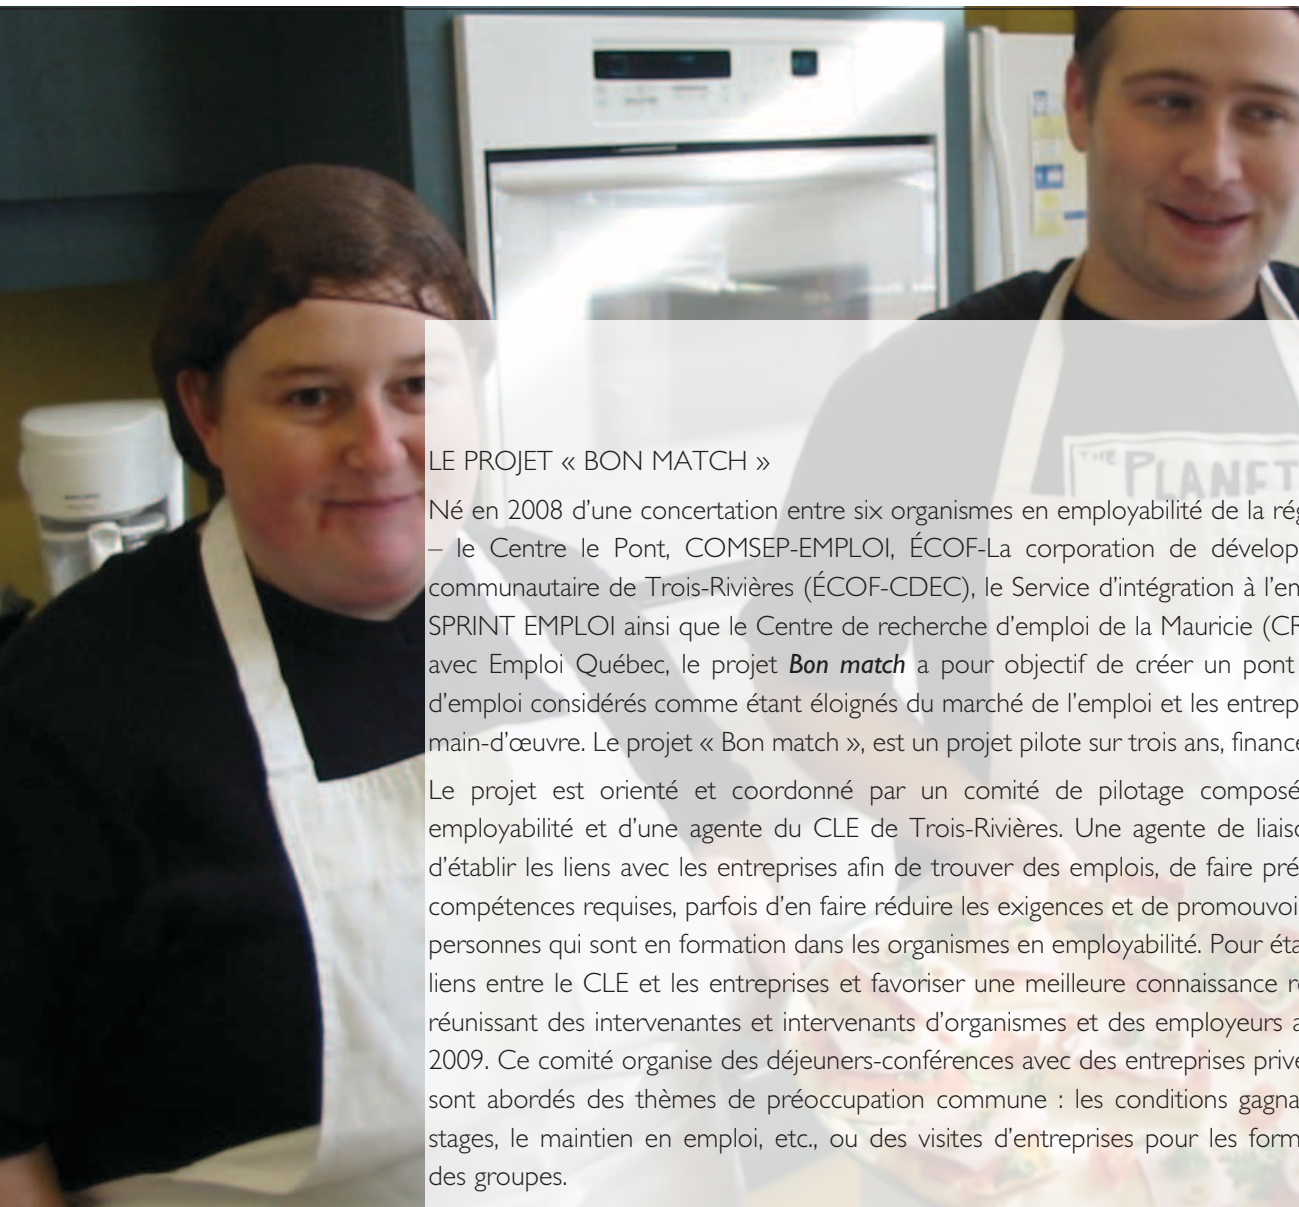 LE PROJET « BON MATCH »
THE PLANET
Né en 2008 d’une concertation entre six organismes en employabilité de la rég
– le Centre le Pont, COMSEP-EMPLOI, ÉCOF-La corporation de dévelop
communautaire de Trois-Rivières (ÉCOF-CDEC), le Service d’intégration à l’en
SPRINT EMPLOI ainsi que le Centre de recherche d’emploi de la Mauricie (CR
avec Emploi Québec, le projet Bon match a pour objectif de créer un pont
d’emploi considérés comme étant éloignés du marché de l’emploi et les entrep
main-d’œuvre. Le projet « Bon match », est un projet pilote sur trois ans, finance
Le projet est orienté et coordonné par un comité de pilotage composé
employabilité et d’une agente du CLE de Trois-Rivières. Une agente de liaiso
d’établir les liens avec les entreprises afin de trouver des emplois, de faire pré
compétences requises, parfois d’en faire réduire les exigences et de promouvoi
personnes qui sont en formation dans les organismes en employabilité. Pour éta
liens entre le CLE et les entreprises et favoriser une meilleure connaissance r
réunissant des intervenantes et intervenants d’organismes et des employeurs a
2009. Ce comité organise des déjeuners-conférences avec des entreprises prive
sont abordés des thèmes de préoccupation commune : les conditions gagna
stages, le maintien en emploi, etc., ou des visites d’entreprises pour les form
des groupes.